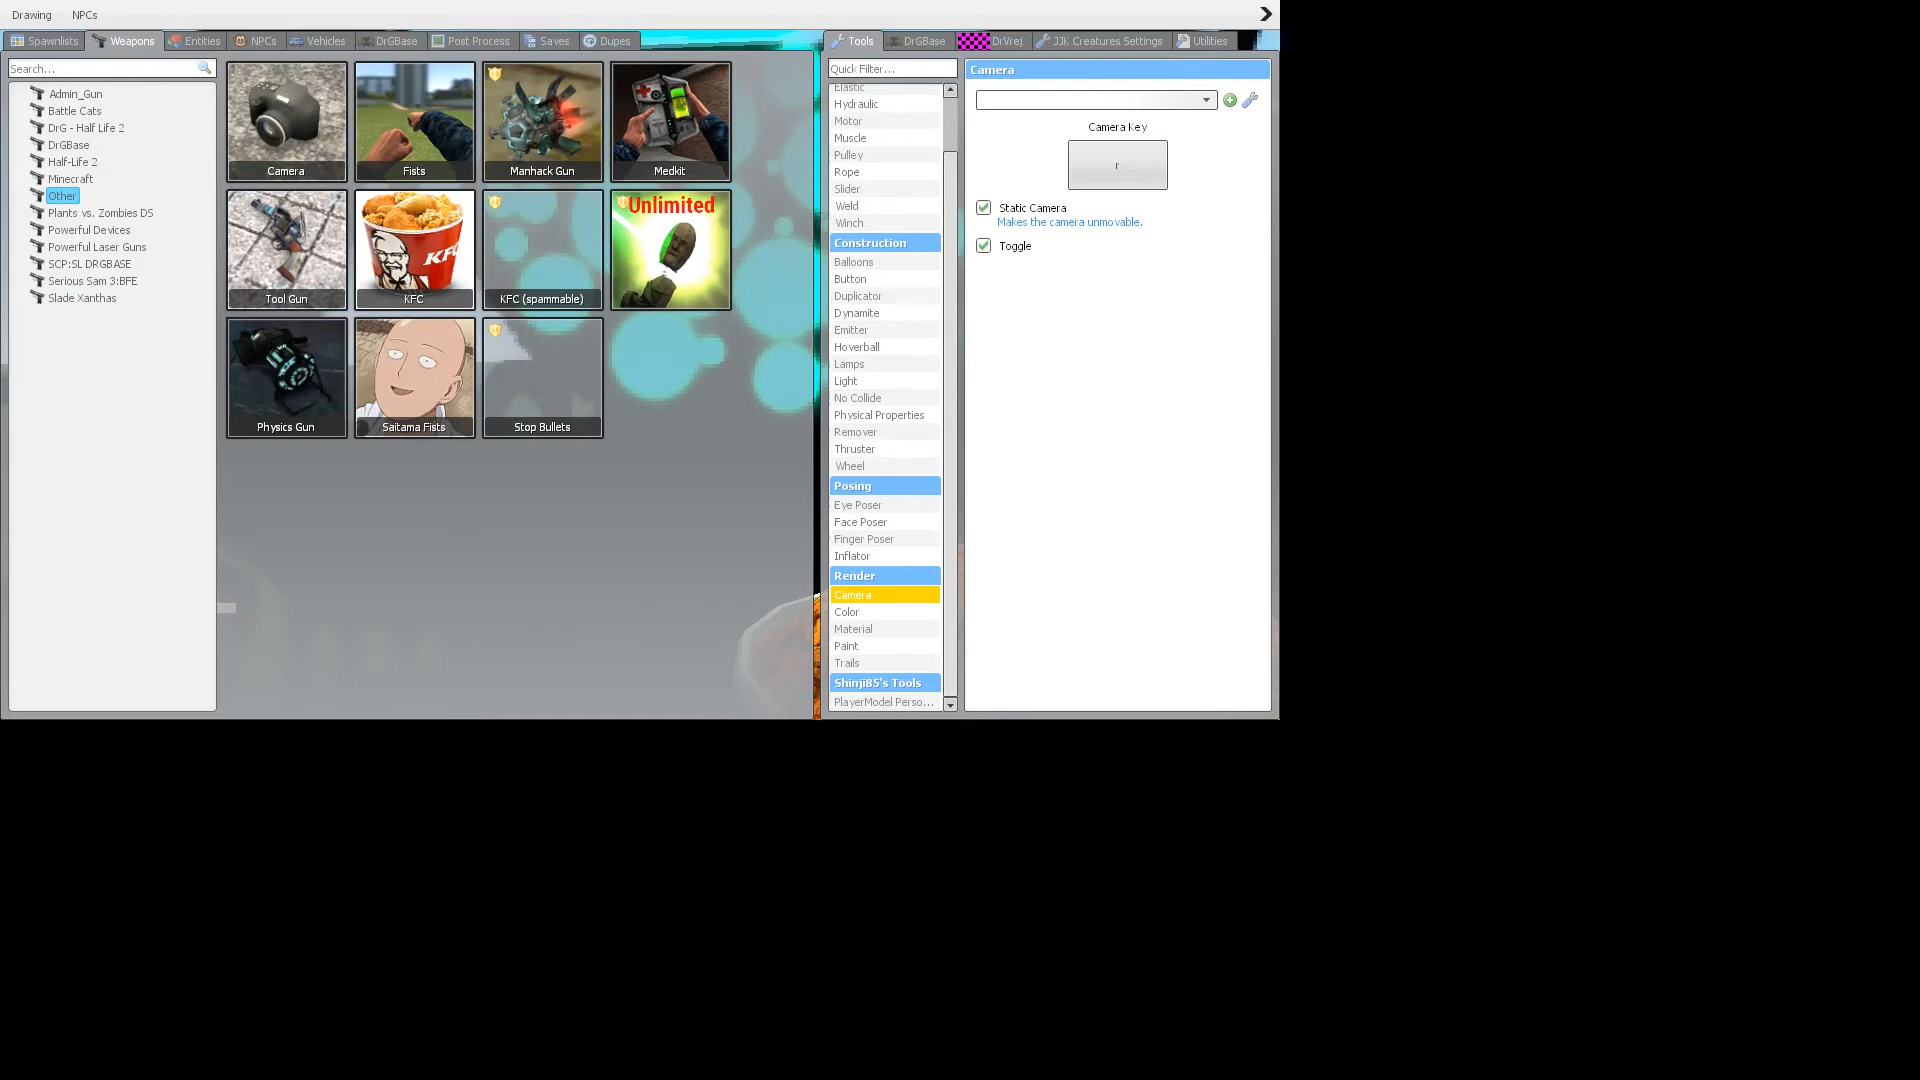 Drawing NPCs
Spawnlists Weapons Entities NPCs Vehicles DrGBase Post Process Saves Dupes
Search...
Admin_Gun
Battle Cats
DrG - Half Life 2
DrGBase
Half-Life 2
Minecraft
Other
Plants vs. Zombies DS
Powerful Devices
Powerful Laser Guns
SCP:SL DRGBASE
Serious Sam 3:BFE
Slade Xanthas
Camera
Fists
Manhack Gun
Medkit
Tool Gun
KFC
KFC
KFC (spammable)
Unlimited
Physics Gun
Saitama Fists
Stop Bullets
Tools DrGBase DrVrej JJK Creatures Settings Utilities
Quick Filter...
Elastic
Hydraulic
Motor
Muscle
Pulley
Rope
Slider
Weld
Winch
Construction
Balloons
Button
Duplicator
Dynamite
Emitter
Hoverball
Lamps
Light
No Collide
Physical Properties
Remover
Thruster
Wheel
Posing
Eye Poser
Face Poser
Finger Poser
Inflator
Render
Camera
Color
Material
Paint
Trails
Shinji85's Tools
PlayerModel Perso...
Camera
Camera Key
r
Static Camera
Makes the camera unmovable.
Toggle